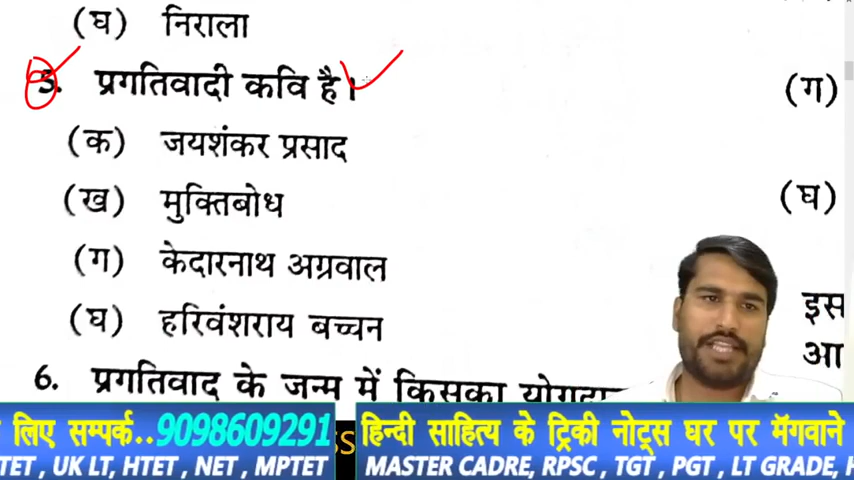 (घ) निराला
5. प्रगतिवादी कवि है।
(क) जयशंकर प्रसाद
(ख) मुक्तिबोध
(ग) केदारनाथ अग्रवाल
(घ) हरिवंशराय बच्चन
6. प्रगतिवाद के जन्म में किसका
(ग)
(घ)
इस
आ
लिए सम्पर्क..9098609291
हिन्दी साहित्य के ट्रिकी नोट्स घर पर मॅगवाने
TET , UK LT, HTET , NET , MPTET
MASTER CADRE, RPSC , TGT , PGT , LT GRADE,